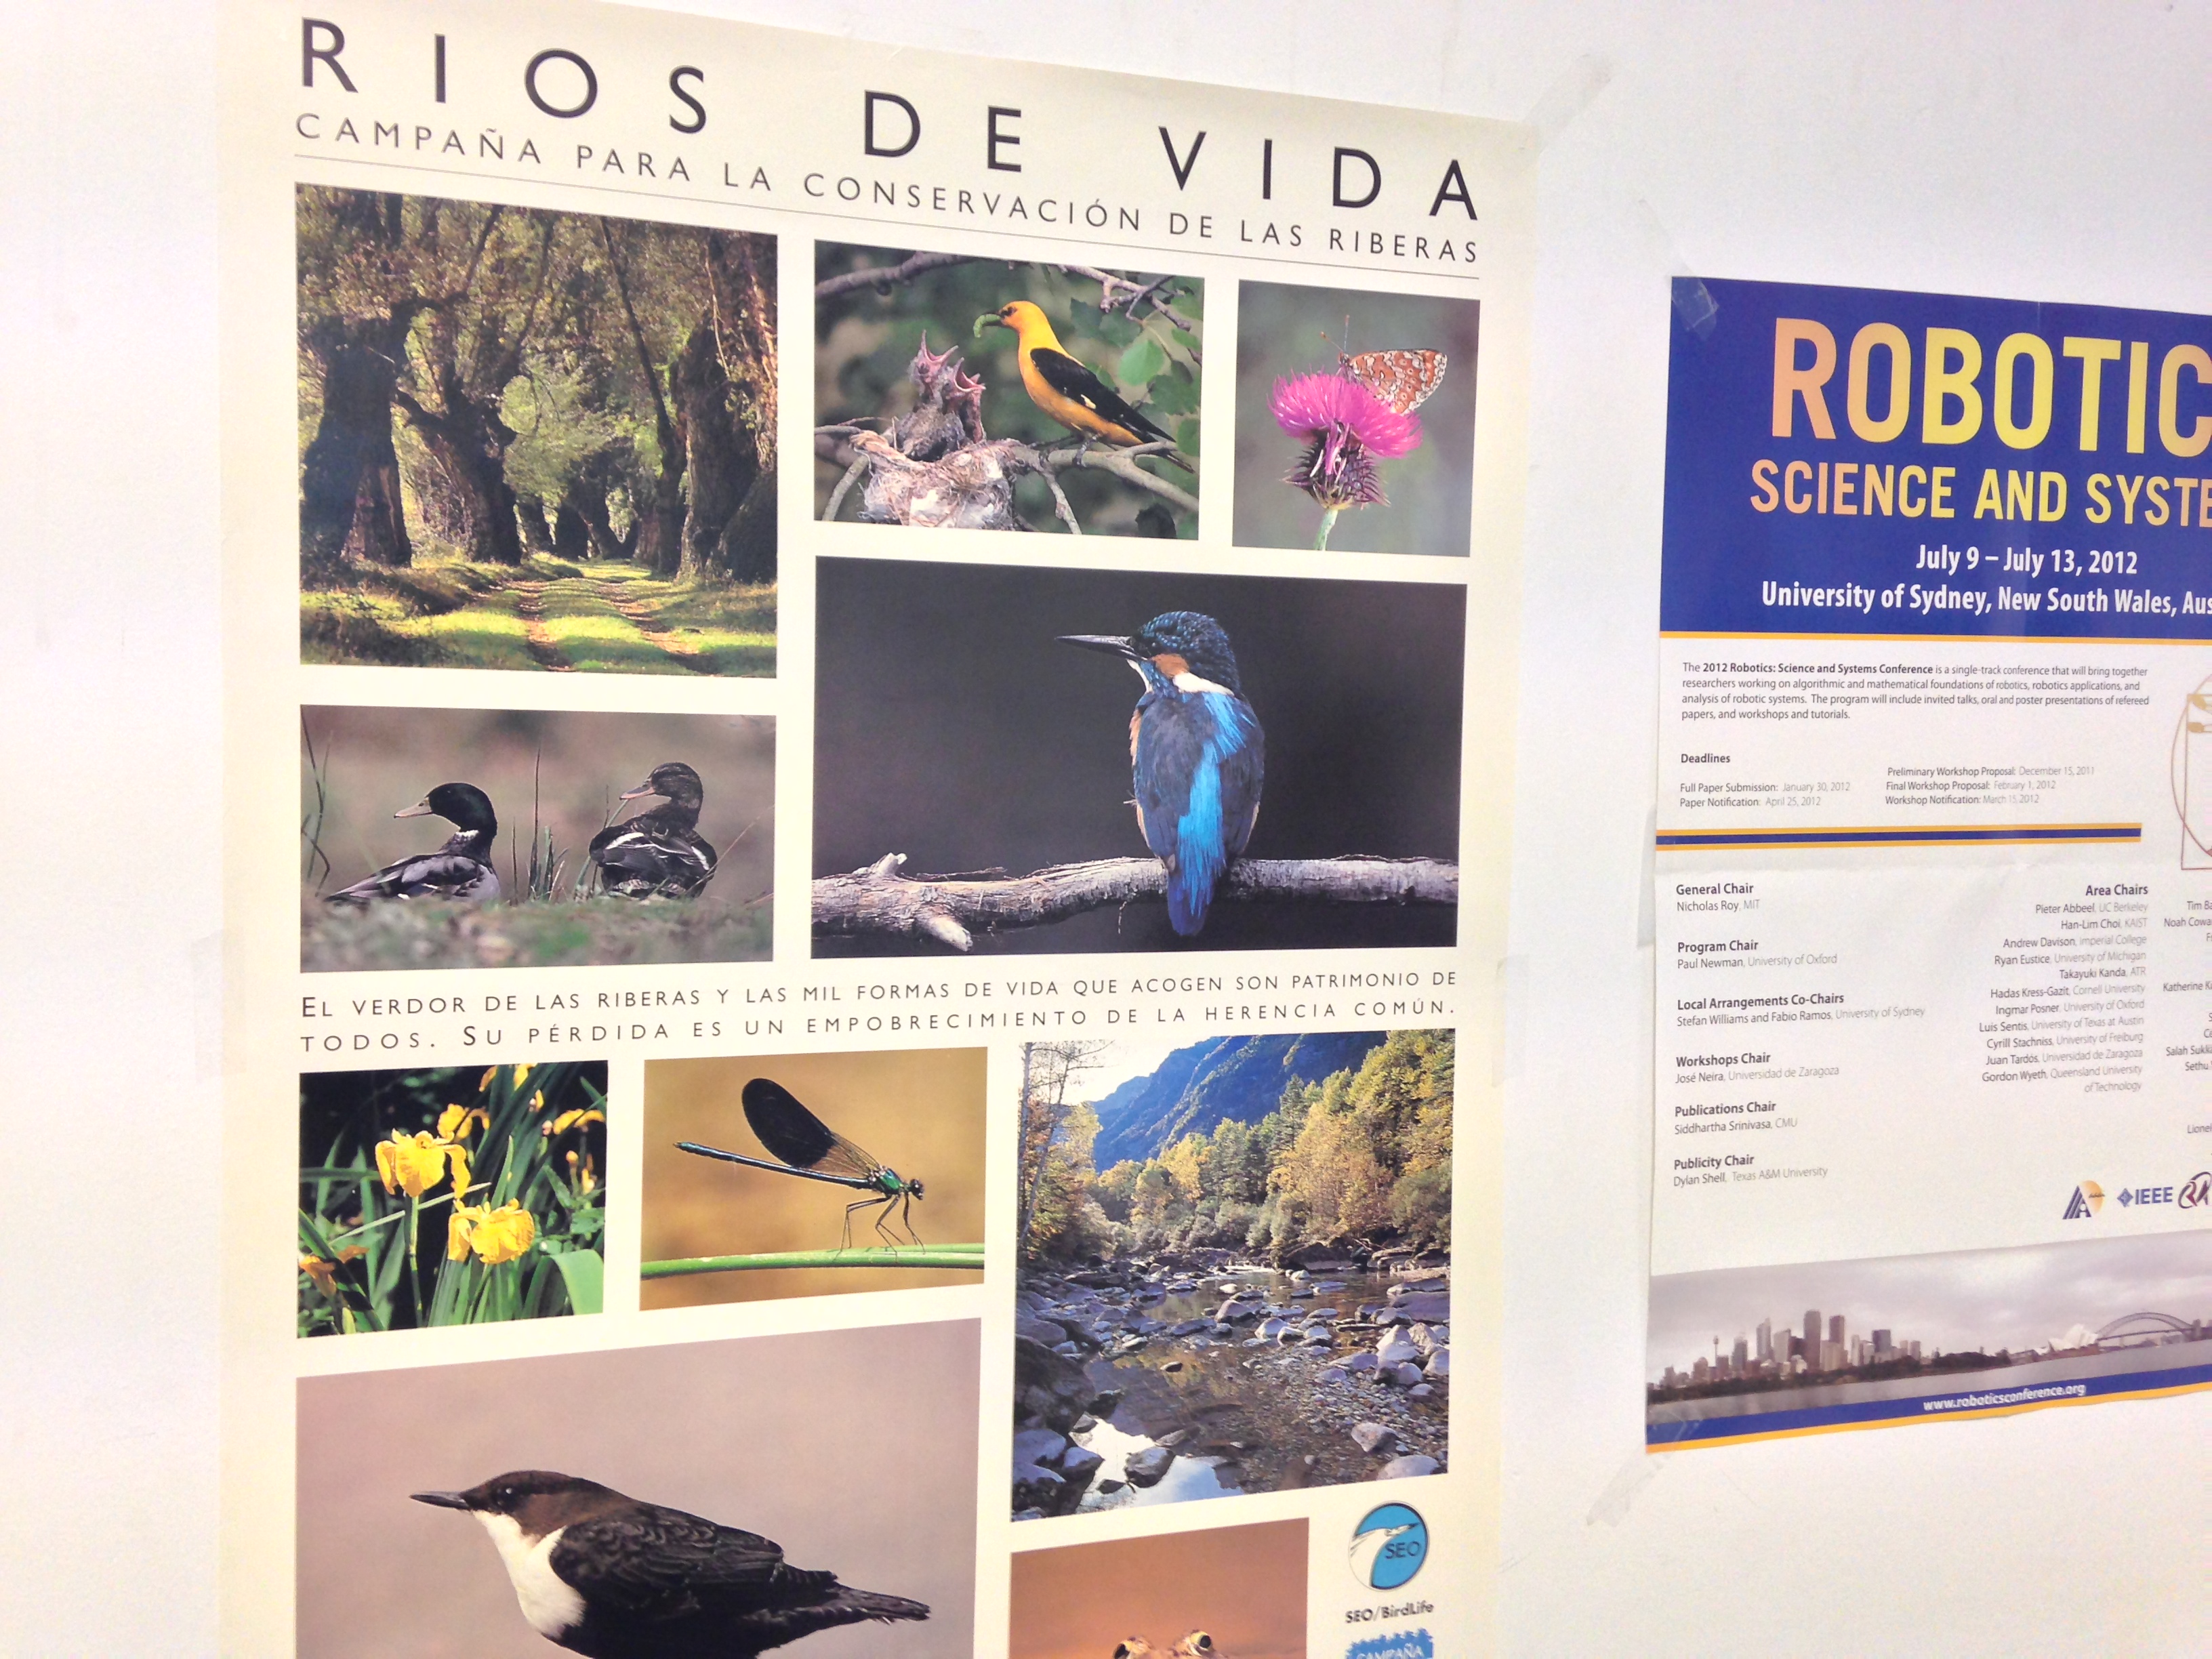 RIOS DE VIDA
CAMPAÑA PARA LA CONSERVACIÓN DE LAS RIBERAS
EL VERDOR DE LAS RIBERAS Y LAS MIL FORMAS DE VIDA QUE ACOGEN SON PATRIMONIO DE
TODOS. SU PÉRDIDA ES UN EMPOBRECIMIENTO DE LA HERENCIA COMÚN.
SEO
SEO/BirdLife
CAMPAÑA
ROBOTIC
SCIENCE AND SYSTE
July 9 – July 13, 2012
University of Sydney, New South Wales, Aus
The 2012 Robotics: Science and Systems Conference is a single-track conference that will bring together
researchers working on algorithmic and mathematical foundations of robotics, robotics applications, and
analysis of robotic systems. The program will include invited talks, oral and poster presentations of refereed
papers, and workshops and tutorials.
Deadlines
Full Paper Submission: January 30, 2012
Paper Notification: April 25, 2012
Preliminary Workshop Proposal: December 15, 2011
Final Workshop Proposal: February 1, 2012
Workshop Notification: March 15, 2012
General Chair
Nicholas Roy, MIT
Program Chair
Paul Newman, University of Oxford
Local Arrangements Co-Chairs
Stefan Williams and Fabio Ramos, University of Sydney
Workshops Chair
José Neira, Universidad de Zaragoza
Publications Chair
Siddhartha Srinivasa, CMU
Publicity Chair
Dylan Shell, Texas A&M University
Area Chairs
Pieter Abbeel, UC Berkeley
Han-Lim Choi, KAIST
Andrew Davison, Imperial College
Ryan Eustice, University of Michigan
Takayuki Kanda, ATR
Hadas Kress-Gazit, Cornell University
Ingmar Posner, University of Oxford
Luis Sentis, University of Texas at Austin
Cyrill Stachniss, University of Freiburg
Juan Tardós, Universidad de Zaragoza
Gordon Wyeth, Queensland University
of Technology
Tim Ba
Noah Cowa
Katherine K
Salah Sukk
Sethu
Lionel
IEEE
www.roboticsconference.org